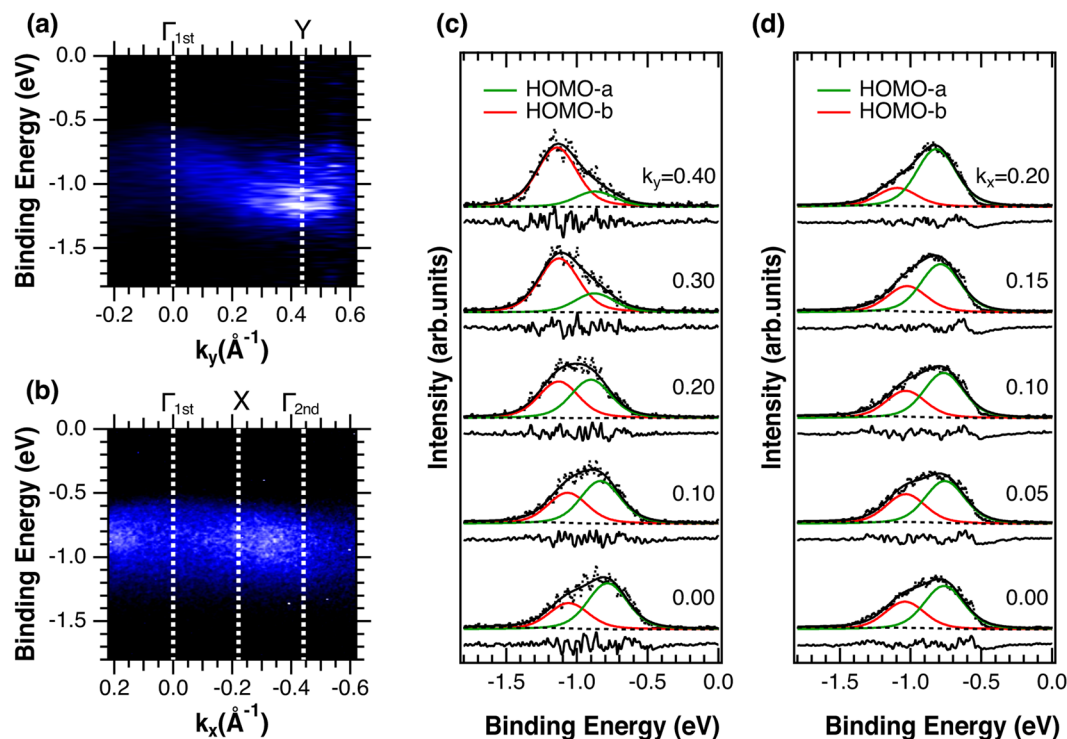 (a)
Γ1st
Y
Binding Energy (eV)
0.0
-0.5
-1.0
-1.5
-0.2
0.0
0.2
0.4
0.6
ky(Å-1)
(b)
Γ1st
X
Γ2nd
Binding Energy (eV)
0.0
-0.5
-1.0
-1.5
0.2
0.0
-0.2
-0.4
-0.6
kx(Å-1)
(c)
HOMO-a
HOMO-b
ky=0.40
0.30
0.20
0.10
0.00
Intensity (arb.units)
-1.5
-1.0
-0.5
0.0
Binding Energy (eV)
(d)
HOMO-a
HOMO-b
kx=0.20
0.15
0.10
0.05
0.00
Intensity (arb.units)
-1.5
-1.0
-0.5
0.0
Binding Energy (eV)